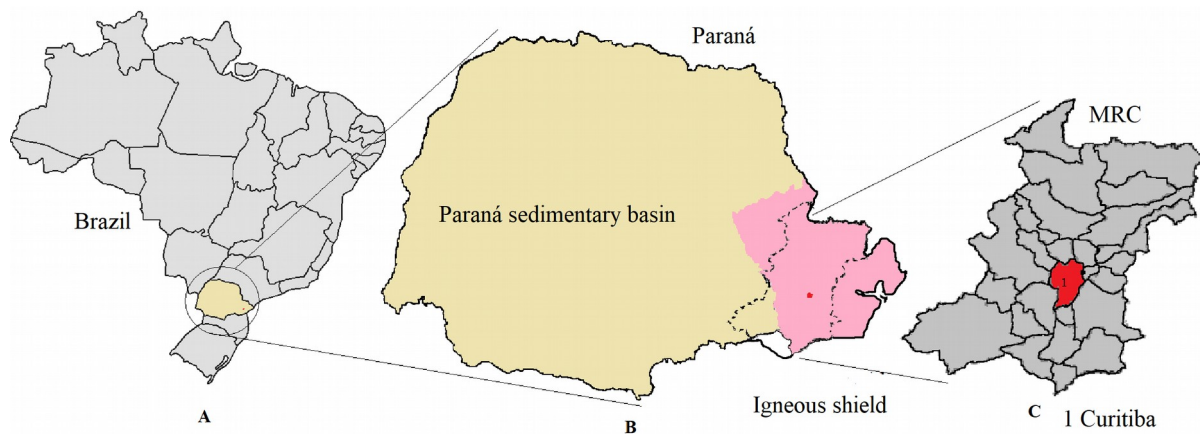 Brazil
A
Paraná
Paraná sedimentary basin
Igneous shield
B
MRC
1
C
1 Curitiba